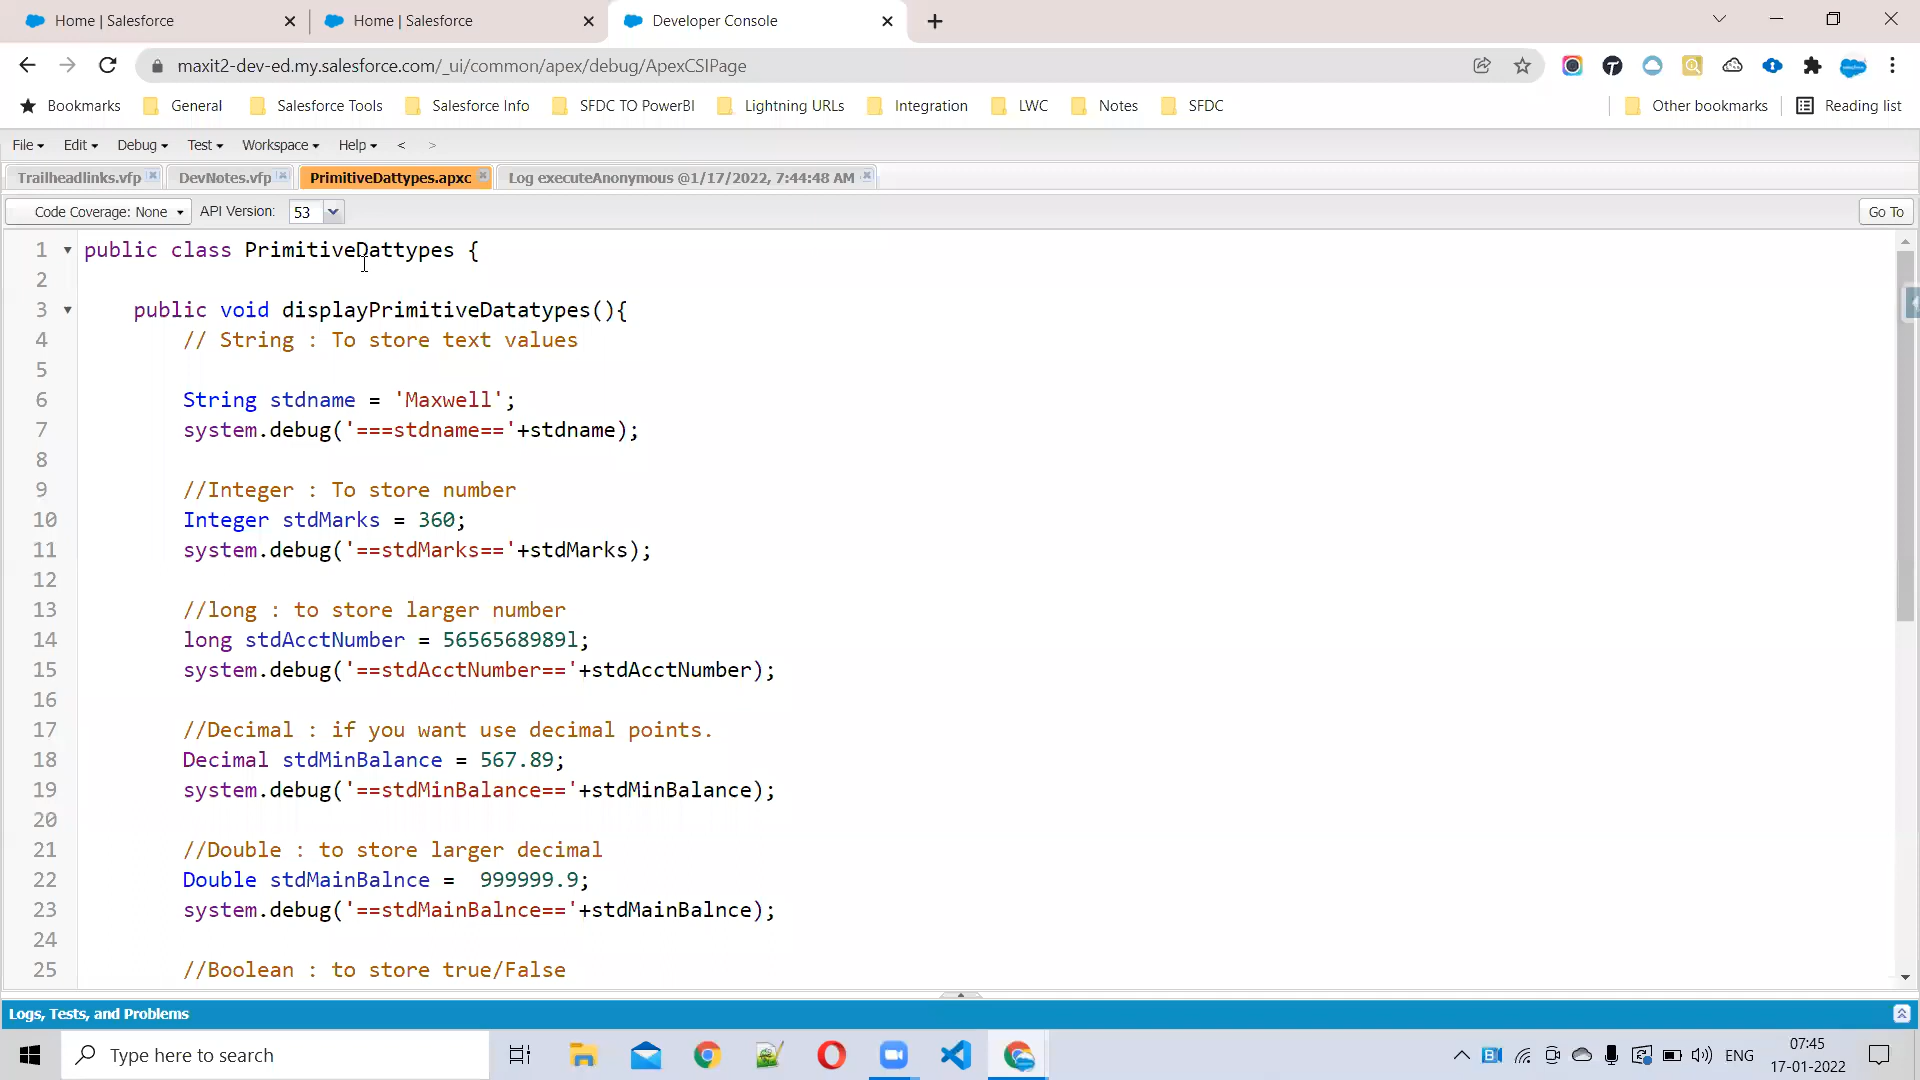 Home | Salesforce
Home | Salesforce
Developer Console
maxit2-dev-ed.my.salesforce.com/_ui/common/apex/debug/ApexCSIPage
Bookmarks General Salesforce Tools Salesforce Info SFDC TO PowerBI Lightning URLs Integration LWC Notes SFDC Other bookmarks Reading list
File Edit Debug Test Workspace Help < >
Trailheadlinks.vfp DevNotes.vfp PrimitiveDattypes.apxc Log executeAnonymous @1/17/2022, 7:44:48 AM
Code Coverage: None API Version: 53 Go To
1 public class PrimitiveDattypes {
2
3 public void displayPrimitiveDatatypes(){
4 // String : To store text values
5
6 String stdname = 'Maxwell';
7 system.debug('===stdname=='+stdname);
8
9 //Integer : To store number
10 Integer stdMarks = 360;
11 system.debug('==stdMarks=='+stdMarks);
12
13 //long : to store larger number
14 long stdAcctNumber = 5656568989l;
15 system.debug('==stdAcctNumber=='+stdAcctNumber);
16
17 //Decimal : if you want use decimal points.
18 Decimal stdMinBalance = 567.89;
19 system.debug('==stdMinBalance=='+stdMinBalance);
20
21 //Double : to store larger decimal
22 Double stdMainBalnce =  999999.9;
23 system.debug('==stdMainBalnce=='+stdMainBalnce);
24
25 //Boolean : to store true/False
Logs, Tests, and Problems
Type here to search
ENG
07:45
17-01-2022